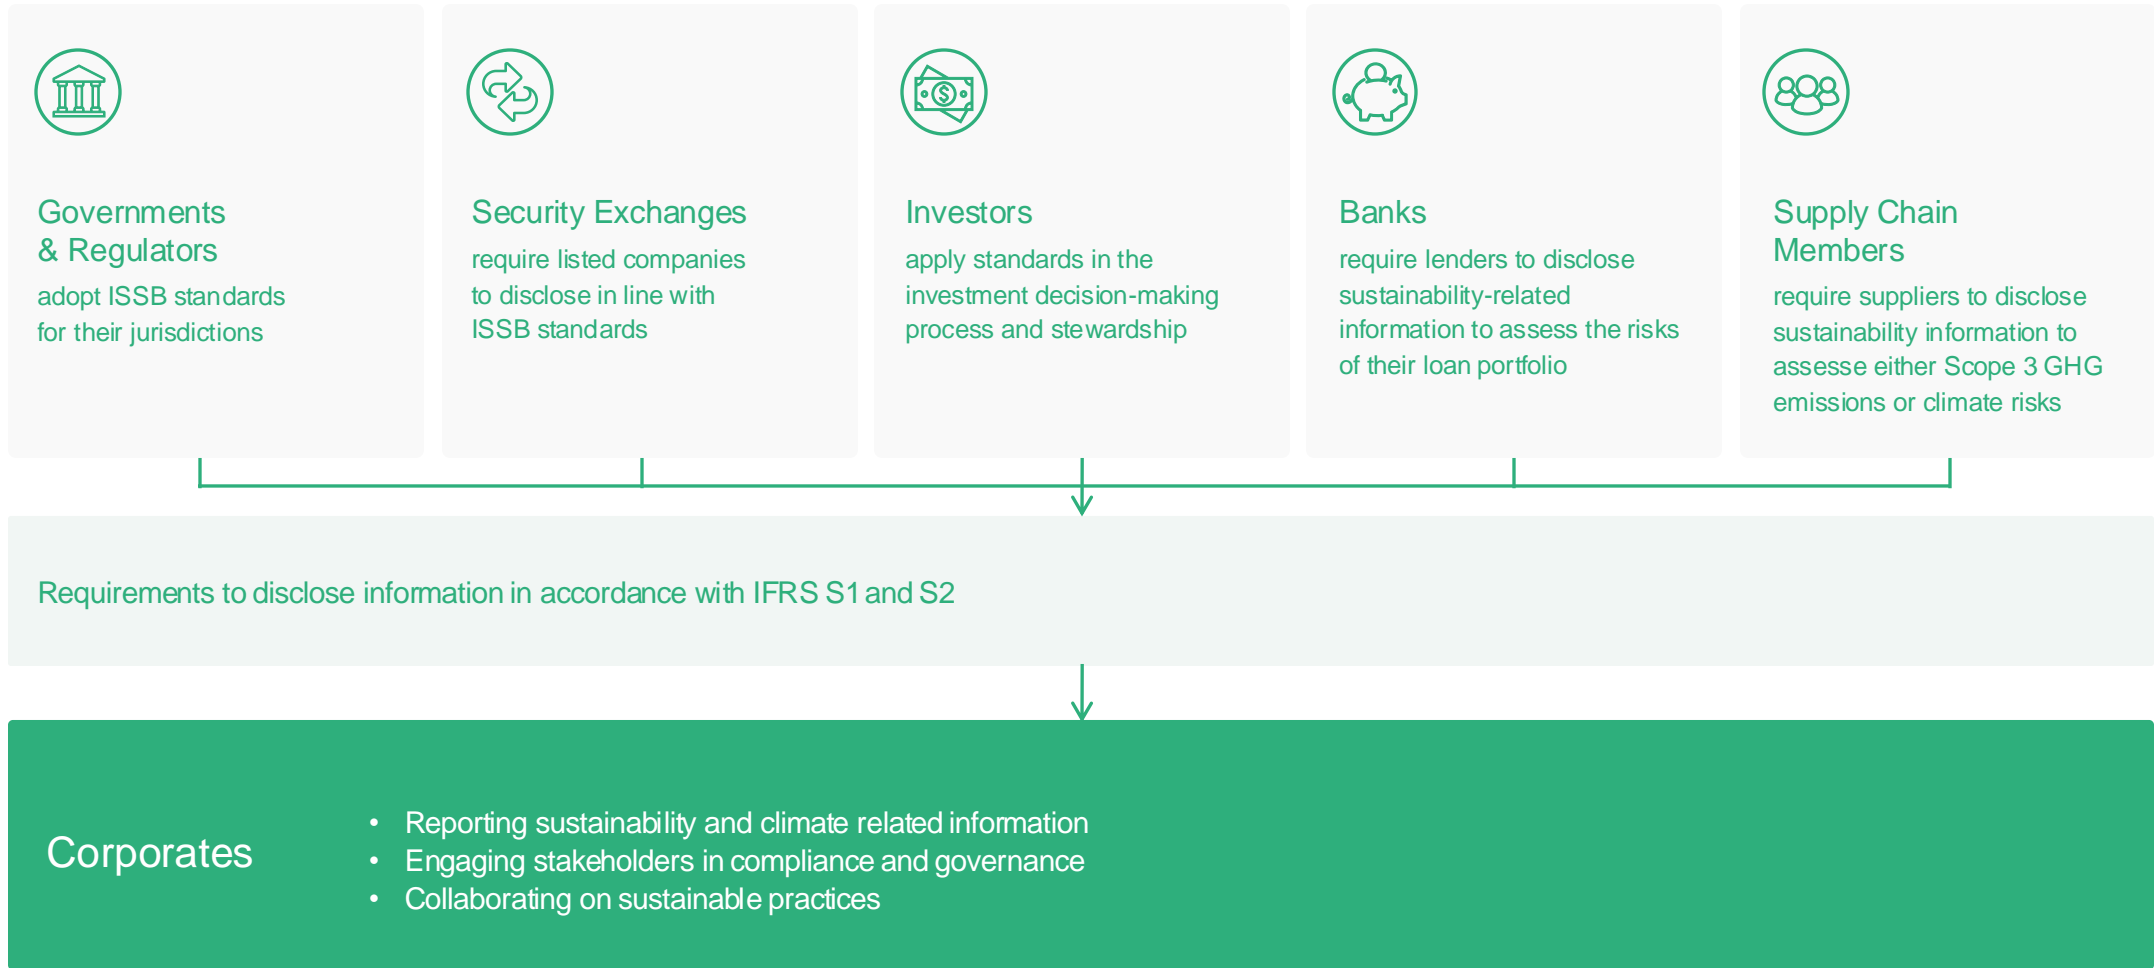 Governments
& Regulators
adopt ISSB standards
for their jurisdictions
Security Exchanges
require listed companies
to disclose in line with
ISSB standards
Investors
apply standards in the
investment decision-making
process and stewardship
Banks
require lenders to disclose
sustainability-related
information to assess the risks
of their loan portfolio
Supply Chain
Members
require suppliers to disclose
sustainability information to
assesse either Scope 3 GHG
emissions or climate risks
Requirements to disclose information in accordance with IFRS S1 and S2
Corporates
• Reporting sustainability and climate related information
• Engaging stakeholders in compliance and governance
• Collaborating on sustainable practices